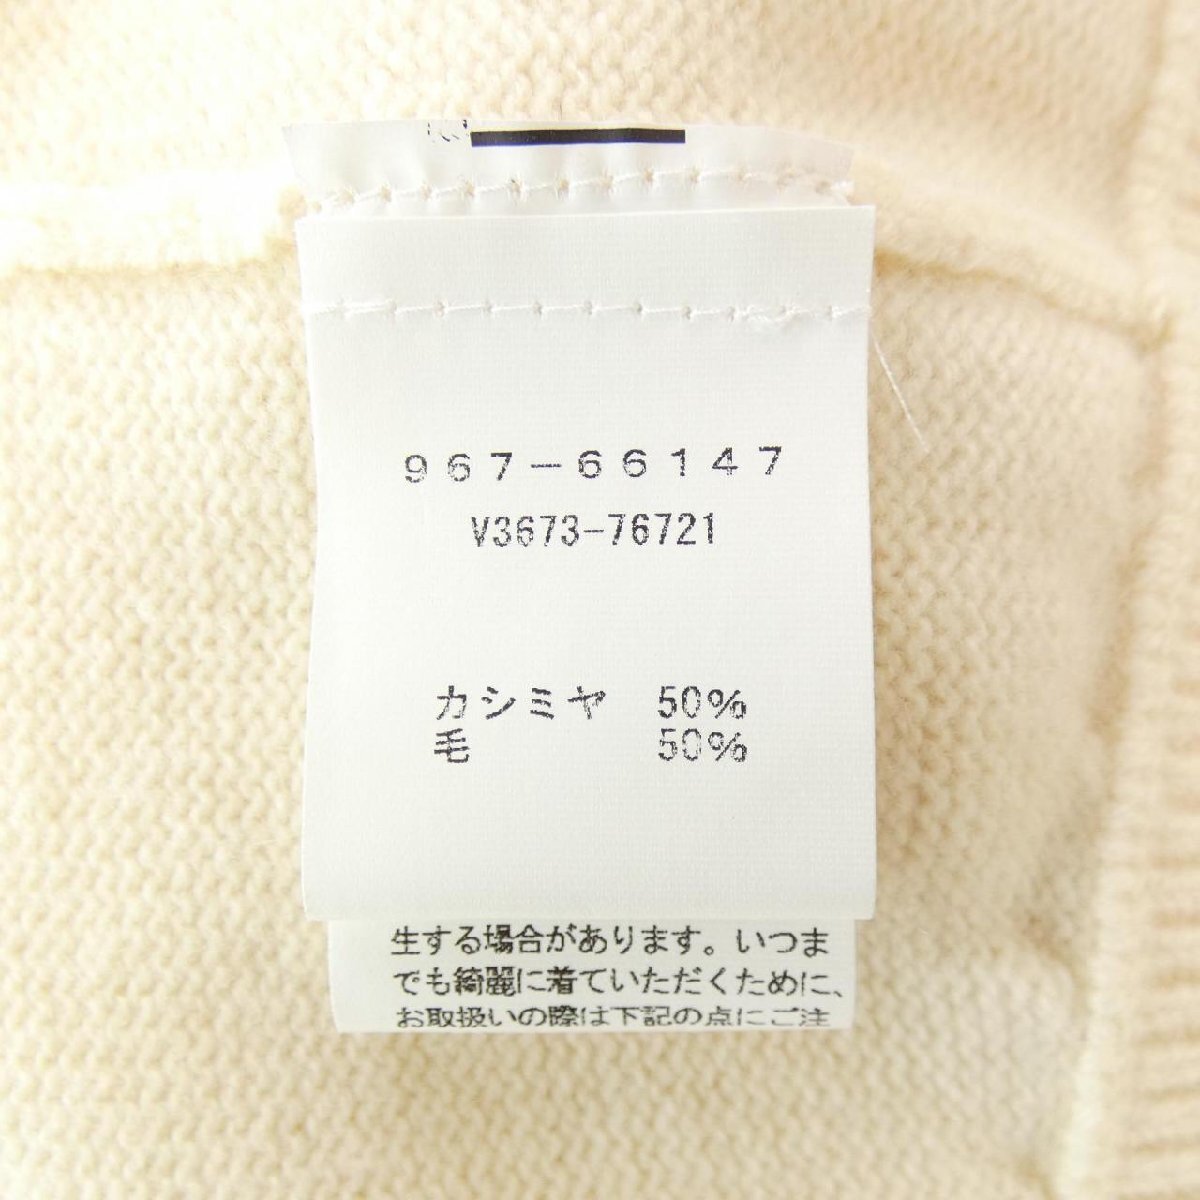 967-66147
V3673-76721
カシミヤ 50%
毛 50%
生する場合があります。いつま
でも綺麗に着ていただくために、
お取扱いの際は下記の点にご注